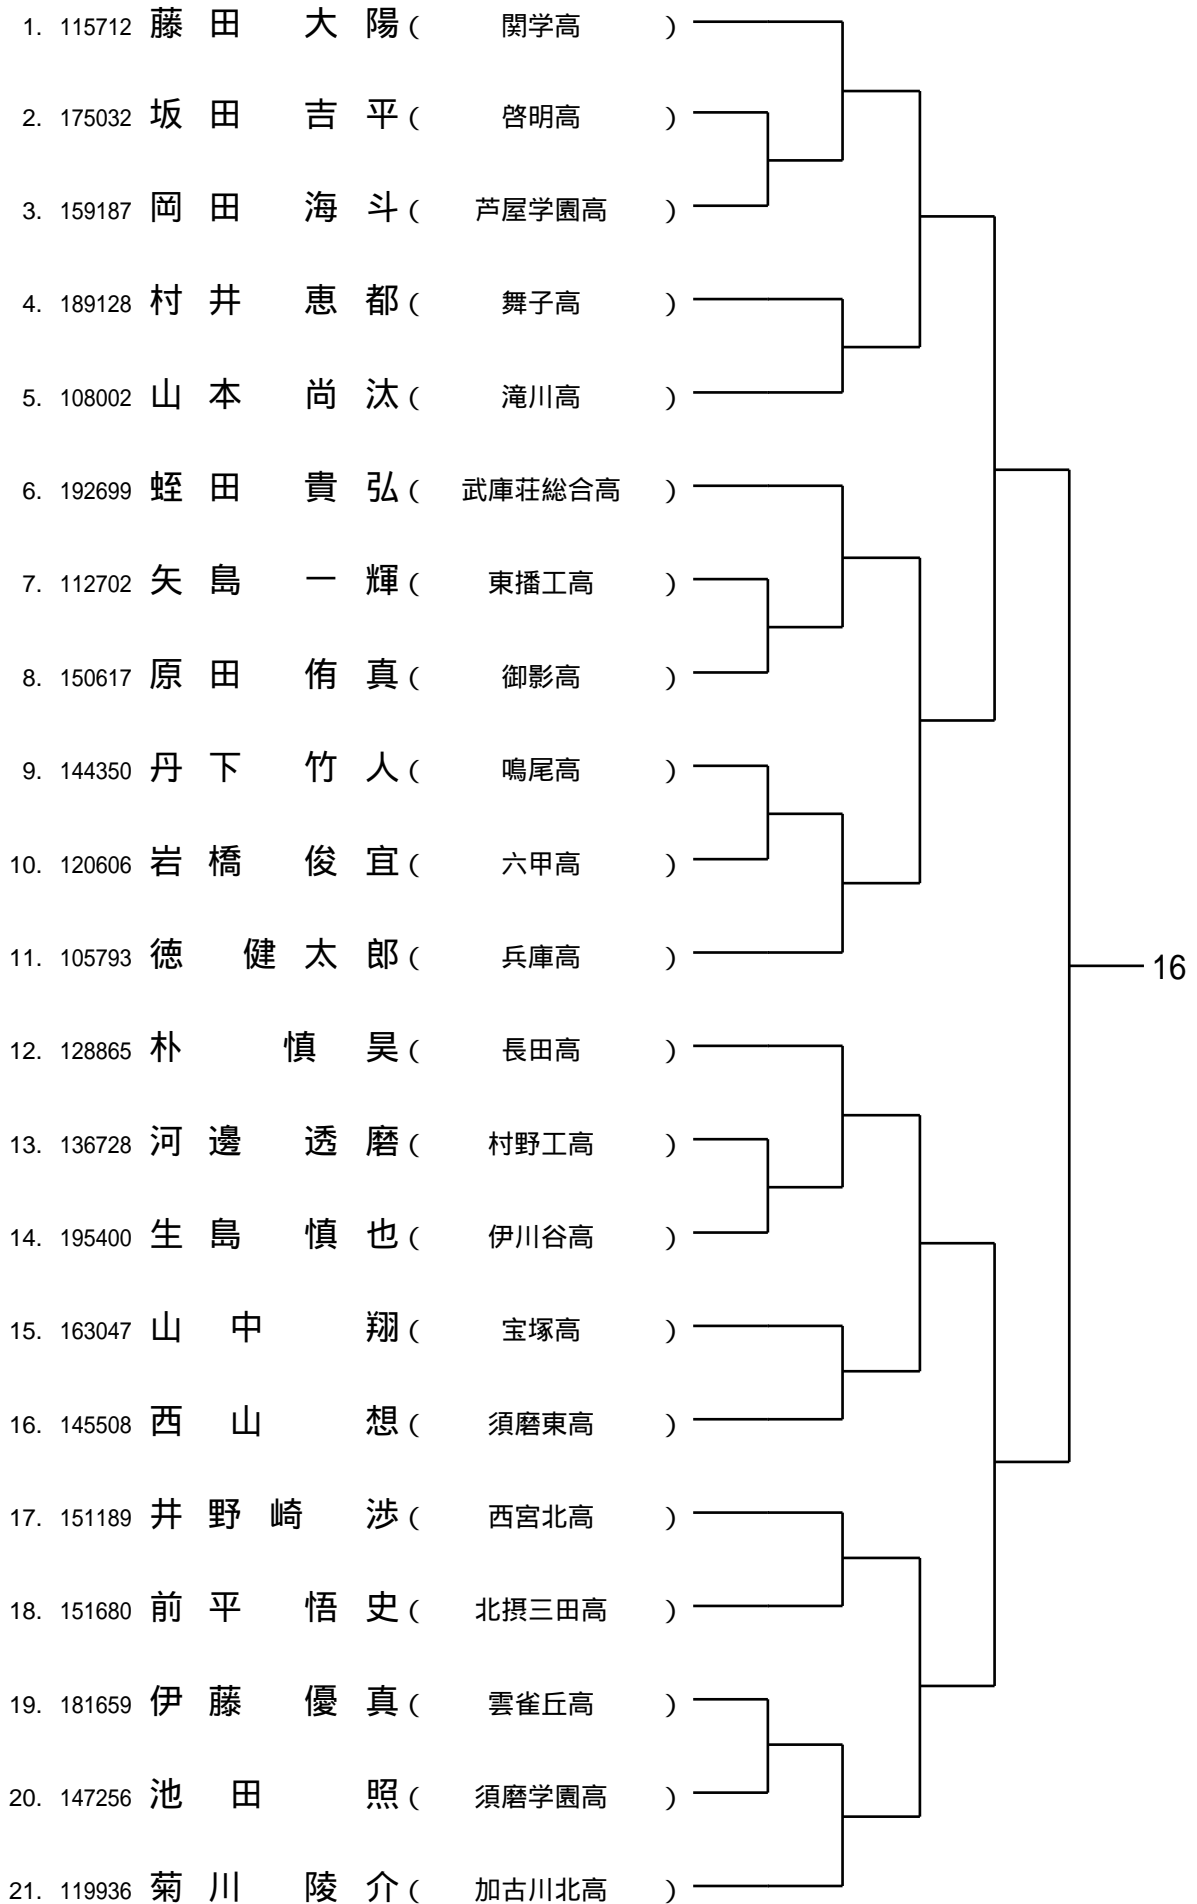 1. 115712 藤田 大陽 ( 関学高 )
2. 175032 坂田 吉平 ( 啓明高 )
3. 159187 岡田 海斗 ( 芦屋学園高 )
4. 189128 村井 恵都 ( 舞子高 )
5. 108002 山本 尚汰 ( 滝川高 )
6. 192699 蛭田 貴弘 ( 武庫荘総合高 )
7. 112702 矢島 一輝 ( 東播工高 )
8. 150617 原田 侑真 ( 御影高 )
9. 144350 丹下 竹人 ( 鳴尾高 )
10. 120606 岩橋 俊宜 ( 六甲高 )
11. 105793 徳 健太郎 ( 兵庫高 )
16
12. 128865 朴 慎昊 ( 長田高 )
13. 136728 河邊 透磨 ( 村野工高 )
14. 195400 生島 慎也 ( 伊川谷高 )
15. 163047 山中 翔 ( 宝塚高 )
16. 145508 西山 想 ( 須磨東高 )
17. 151189 井野崎 渉 ( 西宮北高 )
18. 151680 前平 悟史 ( 北摂三田高 )
19. 181659 伊藤 優真 ( 雲雀丘高 )
20. 147256 池田 照 ( 須磨学園高 )
21. 119936 菊川 陵介 ( 加古川北高 )